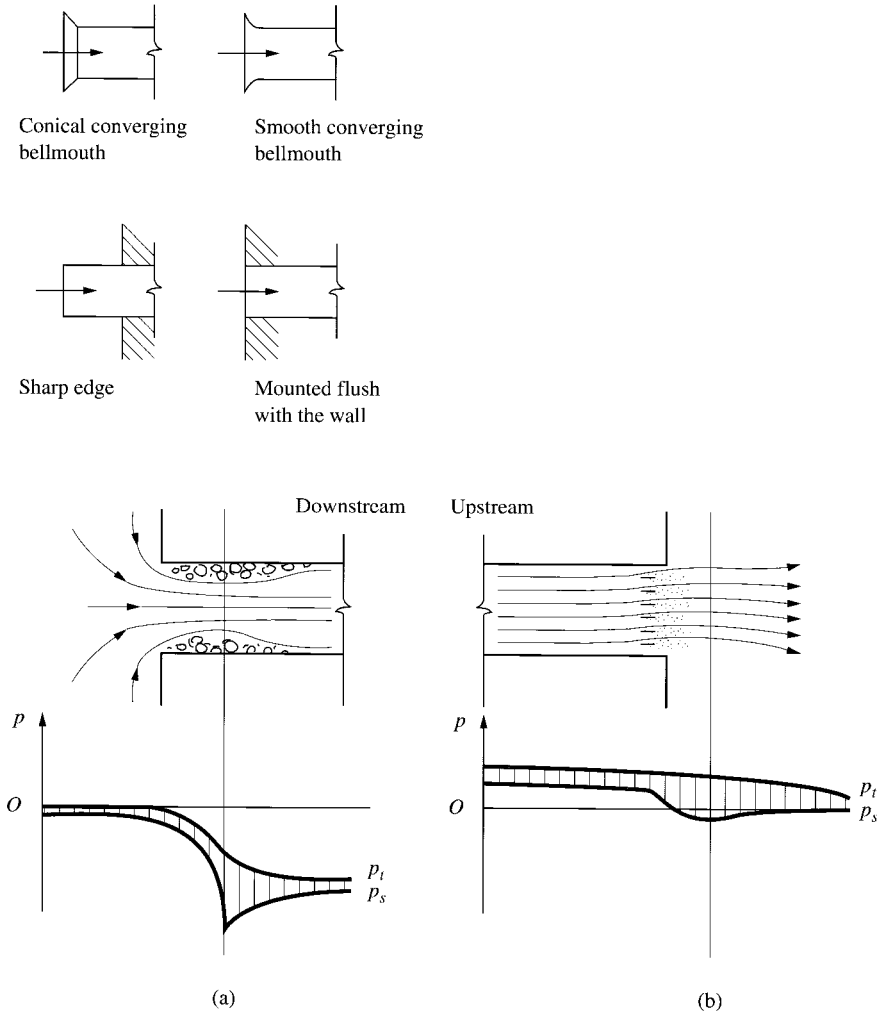 Conical converging
bellmouth
Smooth converging
bellmouth
Sharp edge
Mounted flush
with the wall
Downstream
Upstream
p
O
p_t
p_s
(a)
p
O
p_t
p_s
(b)